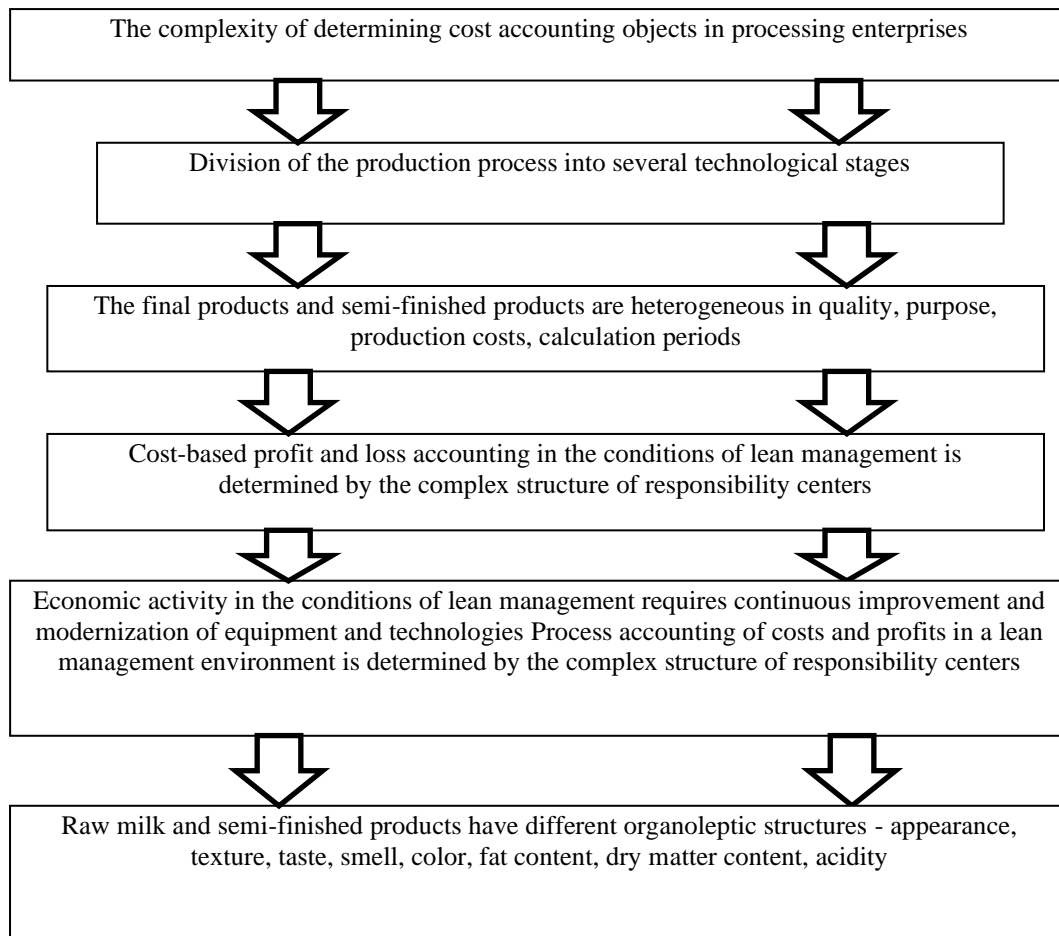 The complexity of determining cost accounting objects in processing enterprises
Division of the production process into several technological stages
The final products and semi-finished products are heterogeneous in quality, purpose,
production costs, calculation periods
Cost-based profit and loss accounting in the conditions of lean management is
determined by the complex structure of responsibility centers
Economic activity in the conditions of lean management requires continuous improvement and
modernization of equipment and technologies Process accounting of costs and profits in a lean
management environment is determined by the complex structure of responsibility centers
Raw milk and semi-finished products have different organoleptic structures - appearance,
texture, taste, smell, color, fat content, dry matter content, acidity